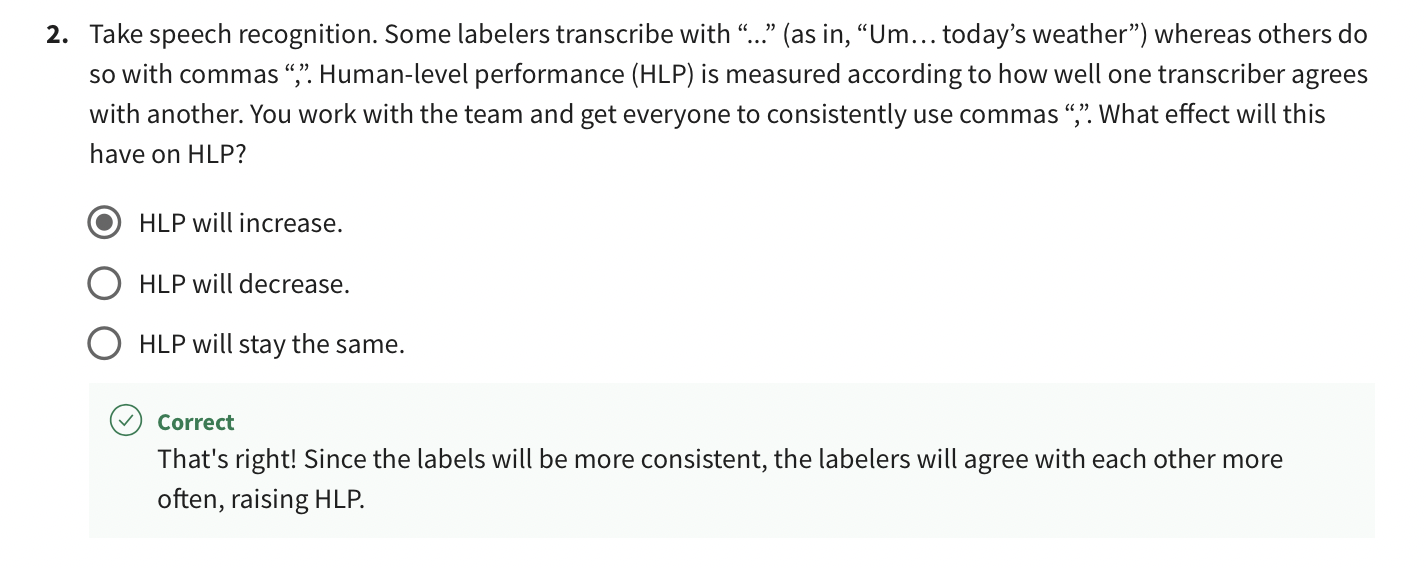 2. Take speech recognition. Some labelers transcribe with “...” (as in, “Um… today’s weather”) whereas others do
so with commas “,”. Human-level performance (HLP) is measured according to how well one transcriber agrees
with another. You work with the team and get everyone to consistently use commas “,”. What effect will this
have on HLP?
HLP will increase.
HLP will decrease.
HLP will stay the same.
Correct
That's right! Since the labels will be more consistent, the labelers will agree with each other more
often, raising HLP.